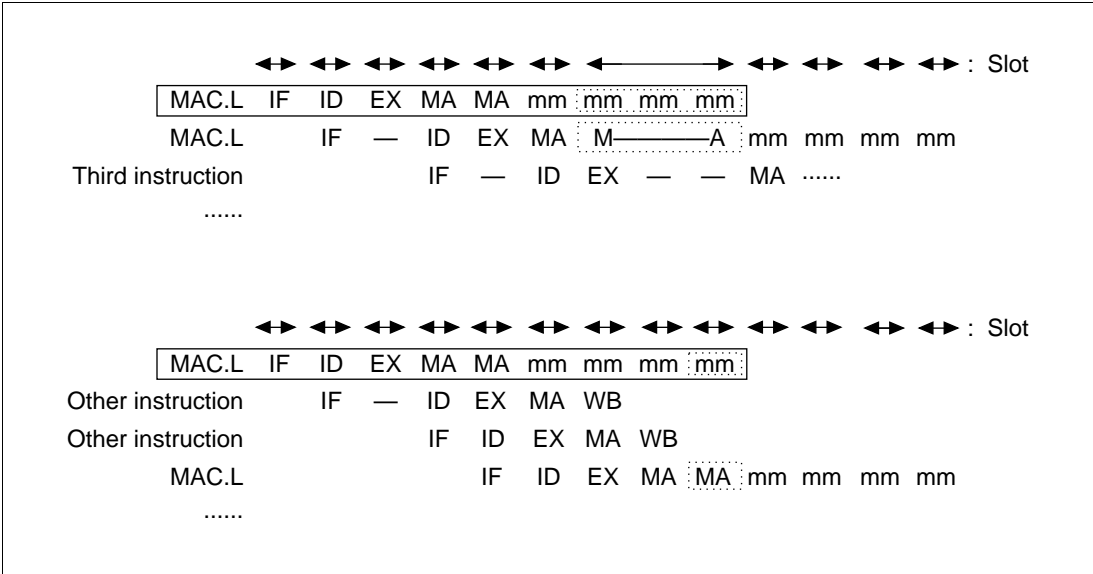 : Slot
MAC.L IF ID EX MA MA mm mm mm mm
MAC.L IF — ID EX MA M———A mm mm mm mm
Third instruction IF — ID EX — — MA ······
······
: Slot
MAC.L IF ID EX MA MA mm mm mm mm
Other instruction IF — ID EX MA WB
Other instruction IF ID EX MA WB
MAC.L IF ID EX MA MA mm mm mm mm
······